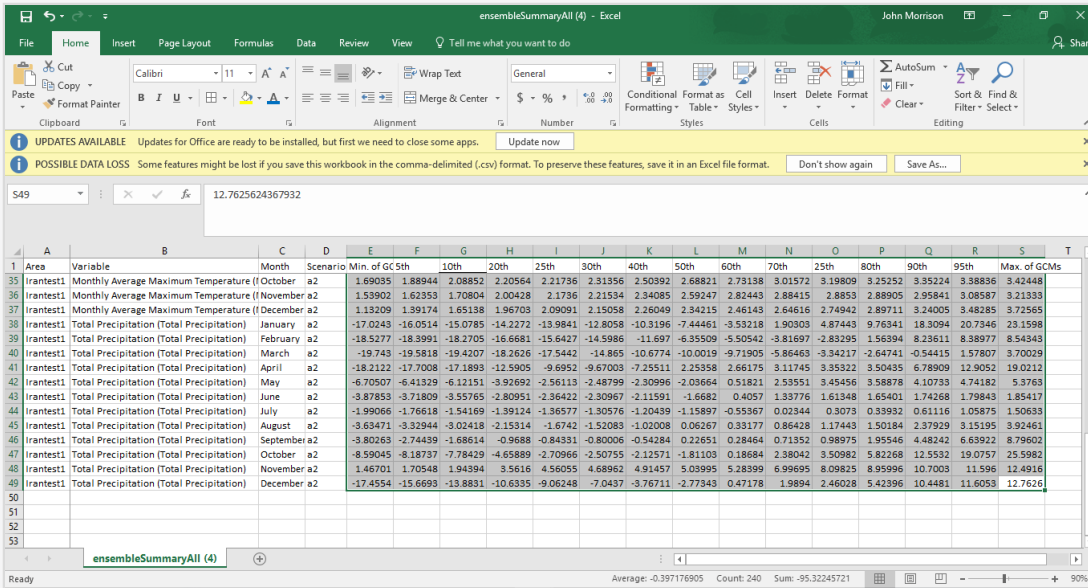 ensembleSummaryAll (4) - Excel
John Morrison
File Home Insert Page Layout Formulas Data Review View Tell me what you want to do Shar
Cut
Copy
Format Painter
Paste
Clipboard
Calibri 11
B I U
Font
Wrap Text
Merge & Center
Alignment
General
$ % ,
Number
Conditional Formatting
Format as Table
Cell Styles
Styles
Insert Delete Format
Cells
AutoSum
Fill
Clear
Sort & Filter
Find & Select
Editing
UPDATES AVAILABLE Updates for Office are ready to be installed, but first we need to close some apps. Update now
POSSIBLE DATA LOSS Some features might be lost if you save this workbook in the comma-delimited (.csv) format. To preserve these features, save it in an Excel file format. Don't show again Save As...
S49 fx 12.7625624367932
A B C D E F G H I J K L M N O P Q R S T
1 Area Variable Month Scenario Min. of GC 5th 10th 20th 25th 30th 40th 50th 60th 70th 25th 80th 90th 95th Max. of GCMs
35 Irantest1 Monthly Average Maximum Temperature (I October a2 1.69035 1.88944 2.08852 2.20564 2.21736 2.31356 2.50392 2.68821 2.73138 3.01572 3.19809 3.25252 3.35224 3.38836 3.42448
36 Irantest1 Monthly Average Maximum Temperature (I November a2 1.53902 1.62353 1.70804 2.00428 2.1736 2.21534 2.34085 2.59247 2.82443 2.88415 2.8853 2.88905 2.95841 3.08587 3.21333
37 Irantest1 Monthly Average Maximum Temperature (I December a2 1.13209 1.39174 1.65138 1.96703 2.09091 2.15058 2.26049 2.34215 2.46143 2.64616 2.74942 2.89711 3.24005 3.48285 3.72565
38 Irantest1 Total Precipitation (Total Precipitation) January a2 -17.0243 -16.0514 -15.0785 -14.2272 -13.9841 -12.8058 -10.3196 -7.44461 -3.53218 1.90303 4.87443 9.76341 18.3094 20.7346 23.1598
39 Irantest1 Total Precipitation (Total Precipitation) February a2 -18.5277 -18.3991 -18.2705 -16.6681 -15.6427 -14.5986 -11.697 -6.35509 -5.50542 -3.81697 -2.83295 1.56394 8.23611 8.38977 8.54343
40 Irantest1 Total Precipitation (Total Precipitation) March a2 -19.743 -19.5818 -19.4207 -18.2626 -17.5442 -14.865 -10.6774 -10.0019 -9.71905 -5.86463 -3.34217 -2.64741 -0.54415 1.57807 3.70029
41 Irantest1 Total Precipitation (Total Precipitation) April a2 -18.2122 -17.7008 -17.1893 -12.5905 -9.6952 -9.67003 -7.25511 2.25358 2.66175 3.11745 3.35322 3.50435 6.78909 12.9052 19.0212
42 Irantest1 Total Precipitation (Total Precipitation) May a2 -6.70507 -6.41329 -6.12151 -3.92692 -2.56113 -2.48799 -2.30996 -2.03664 0.51821 2.53551 3.45456 3.58878 4.10733 4.74182 5.3763
43 Irantest1 Total Precipitation (Total Precipitation) June a2 -3.87853 -3.71809 -3.55765 -2.80951 -2.36422 -2.30967 -2.11591 -1.6682 0.4057 1.33776 1.61348 1.65401 1.74268 1.79843 1.85417
44 Irantest1 Total Precipitation (Total Precipitation) July a2 -1.99066 -1.76618 -1.54169 -1.39124 -1.36577 -1.30576 -1.20439 -1.15897 -0.55367 0.02344 0.3073 0.33932 0.61116 1.05875 1.50633
45 Irantest1 Total Precipitation (Total Precipitation) August a2 -3.63471 -3.32944 -3.02418 -2.15314 -1.6742 -1.52083 -1.02008 0.06267 0.33177 0.86428 1.17443 1.50184 2.37929 3.15195 3.92461
46 Irantest1 Total Precipitation (Total Precipitation) September a2 -3.80263 -2.74439 -1.68614 -0.9688 -0.84331 -0.80006 -0.54284 0.22651 0.28464 0.71352 0.98975 1.95546 4.48242 6.63922 8.79602
47 Irantest1 Total Precipitation (Total Precipitation) October a2 -8.59045 -8.18737 -7.78429 -4.65889 -2.70966 -2.50755 -2.12571 -1.81103 0.18684 2.38042 3.50982 5.82268 12.5532 19.0757 25.5982
48 Irantest1 Total Precipitation (Total Precipitation) November a2 1.46701 1.70548 1.94394 3.5616 4.56055 4.68962 4.91457 5.03995 5.28399 6.99695 8.09825 8.95996 10.7003 11.596 12.4916
49 Irantest1 Total Precipitation (Total Precipitation) December a2 -17.4554 -15.6693 -13.8831 -10.6335 -9.06248 -7.0437 -3.76711 -2.77343 0.47178 1.9894 2.46028 5.42396 10.4481 11.6053 12.7626
50
51
52
53
ensembleSummaryAll (4)
Ready Average: -0.397176905 Count: 240 Sum: -95.32245721 90%